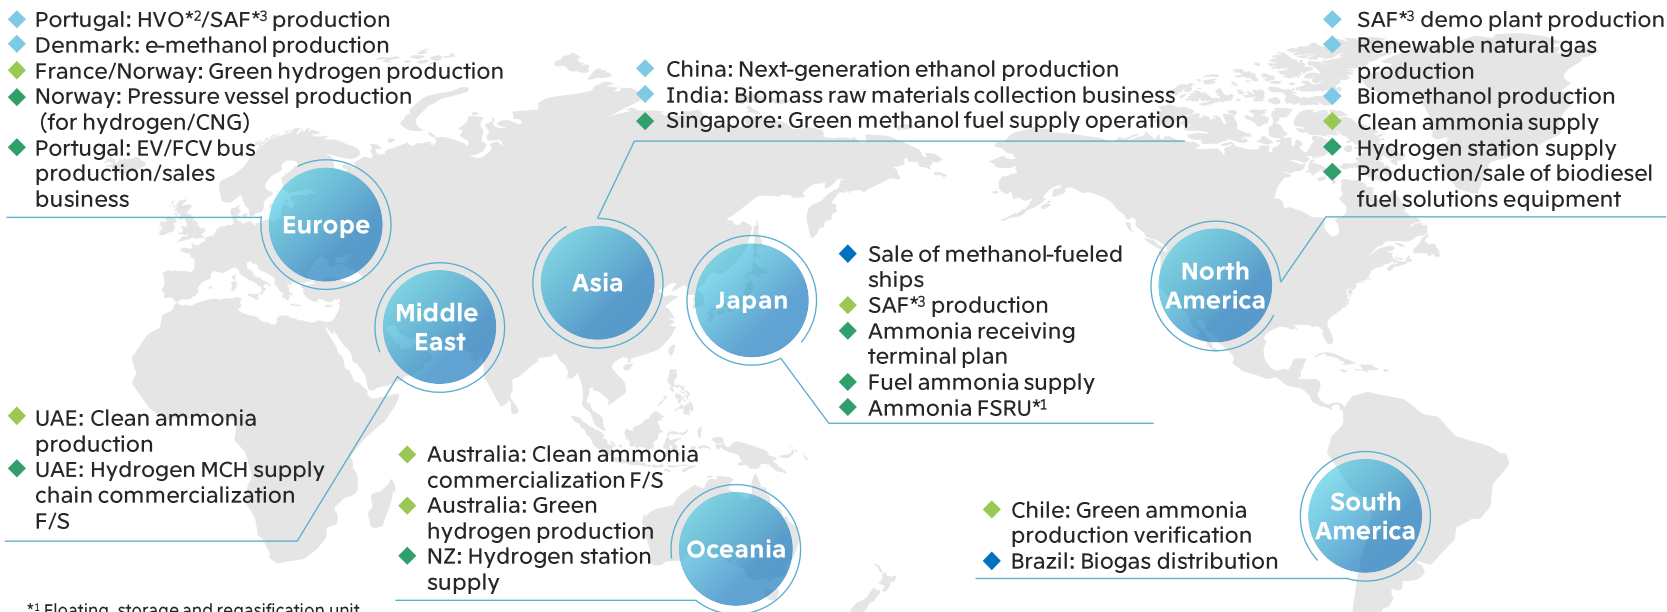 Portugal: HVO*2/SAF*3 production
Denmark: e-methanol production
France/Norway: Green hydrogen production
Norway: Pressure vessel production
(for hydrogen/CNG)
Portugal: EV/FCV bus
production/sales
business
Europe
China: Next-generation ethanol production
India: Biomass raw materials collection business
Singapore: Green methanol fuel supply operation
Asia
SAF*3 demo plant production
Renewable natural gas
production
Biomethanol production
Clean ammonia supply
Hydrogen station supply
Production/sale of biodiesel
fuel solutions equipment
North
America
Middle
East
UAE: Clean ammonia
production
UAE: Hydrogen MCH supply
chain commercialization
F/S
Japan
Sale of methanol-fueled
ships
SAF*3 production
Ammonia receiving
terminal plan
Fuel ammonia supply
Ammonia FSRU*1
Australia: Clean ammonia
commercialization F/S
Australia: Green
hydrogen production
NZ: Hydrogen station
supply
Oceania
Chile: Green ammonia
production verification
Brazil: Biogas distribution
South
America
*1 Floating, storage and regasification unit